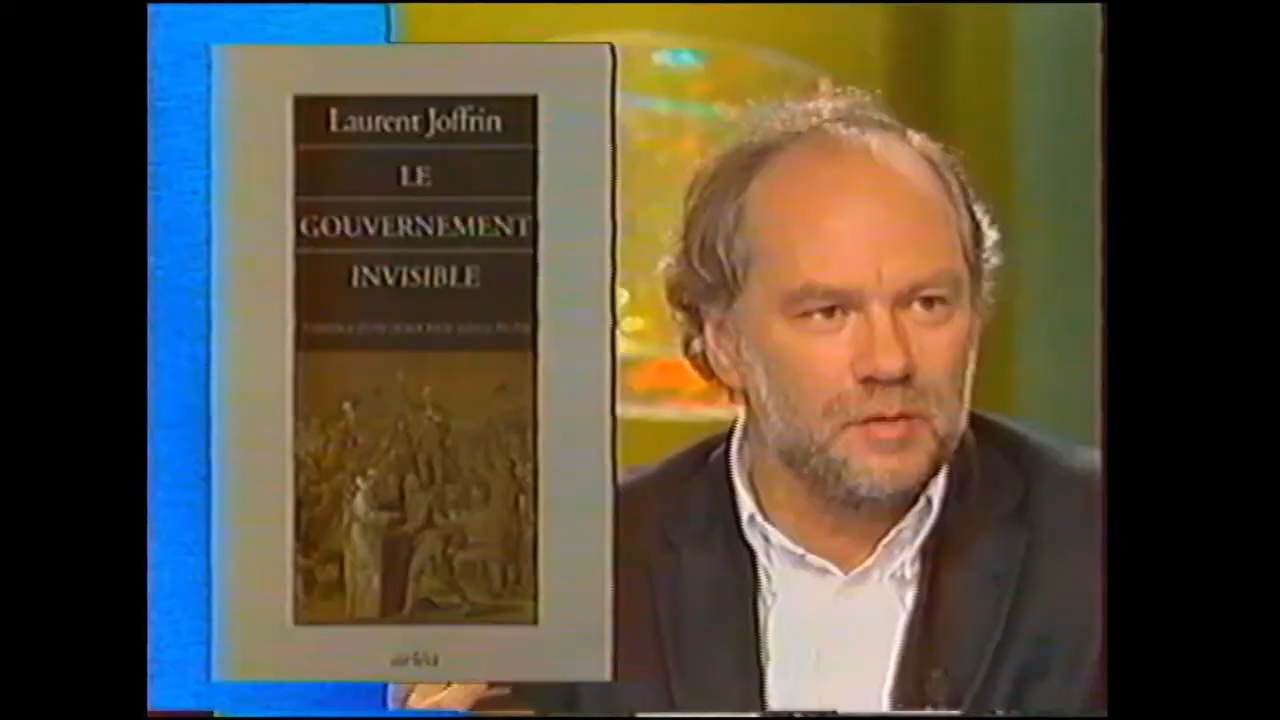 Laurent Joffrin
LE
GOUVERNEMENT
INVISIBLE
arléa